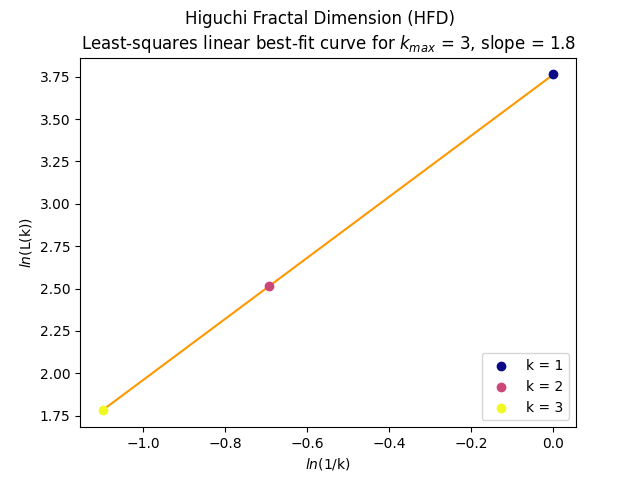 Higuchi Fractal Dimension (HFD)
Least-squares linear best-fit curve for kmax = 3, slope = 1.8
3.75
3.50
3.25
3.00
2.75
2.50
2.25
2.00
1.75
ln(L(k))
k = 1
k = 2
k = 3
−1.0 −0.8 −0.6 −0.4 −0.2 0.0
ln(1/k)